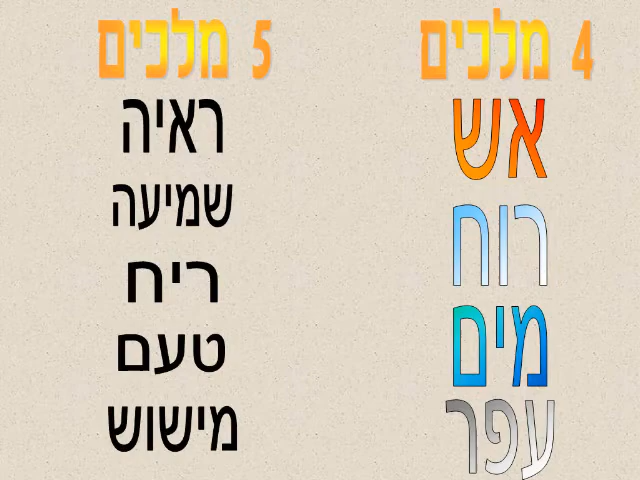 4 מלכים
אש
רוח
מים
עפר
5 מלכים
ראיה
שמיעה
ריח
טעם
מישוש